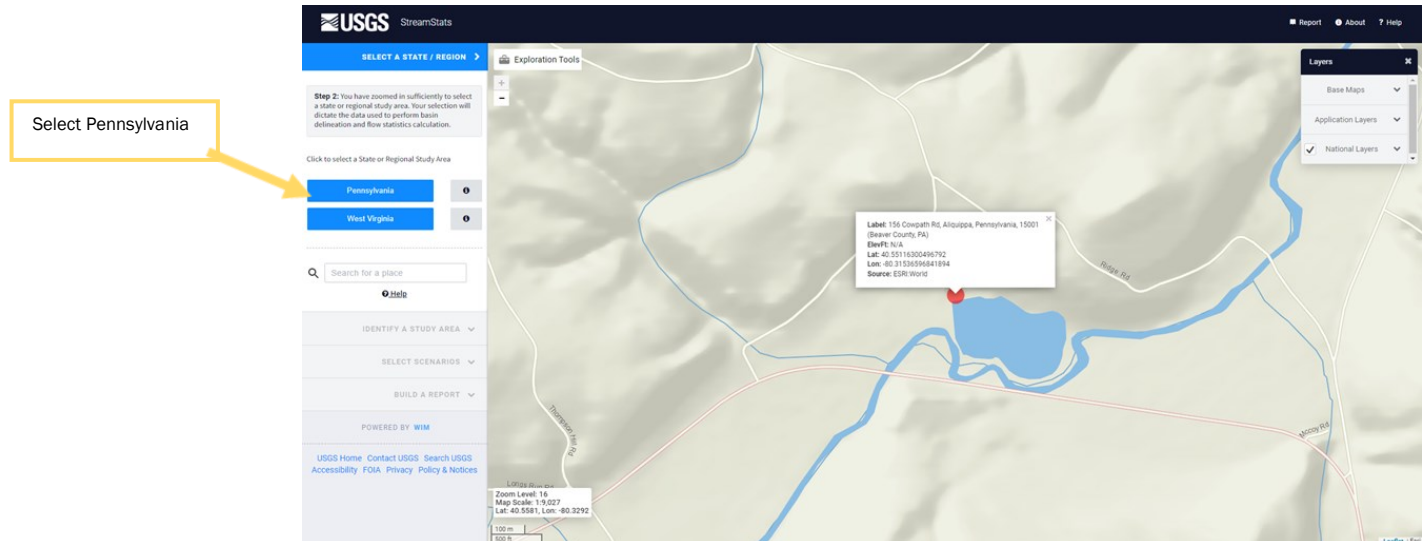 USGS StreamStats
Report About ? Help
SELECT A STATE / REGION
Exploration Tools
Layers
Base Maps
Application Layers
National Layers
Step 2: You have zoomed in sufficiently to select
a state or regional study area. Your selection will
dictate the data used to perform basin
delineation and flow statistics calculation.
Select Pennsylvania
Click to select a State or Regional Study Area
Pennsylvania
West Virginia
Search for a place
Help
IDENTIFY A STUDY AREA
SELECT SCENARIOS
BUILD A REPORT
POWERED BY WIM
USGS Home Contact USGS Search USGS
Accessibility FOIA Privacy Policy & Notices
Label: 156 Cowpath Rd, Aliquippa, Pennsylvania, 15001
(Beaver County, PA)
ElevFt: N/A
Lat: 40.55116300496792
Lon: -80.31536596841894
Source: ESRI:World
Ridge Rd
Thompson Hill Rd
Mccoy Rd
Longs Run Rd
Zoom Level: 16
Map Scale: 1:9,027
Lat: 40.5581, Lon: -80.3292
100 m
500 ft